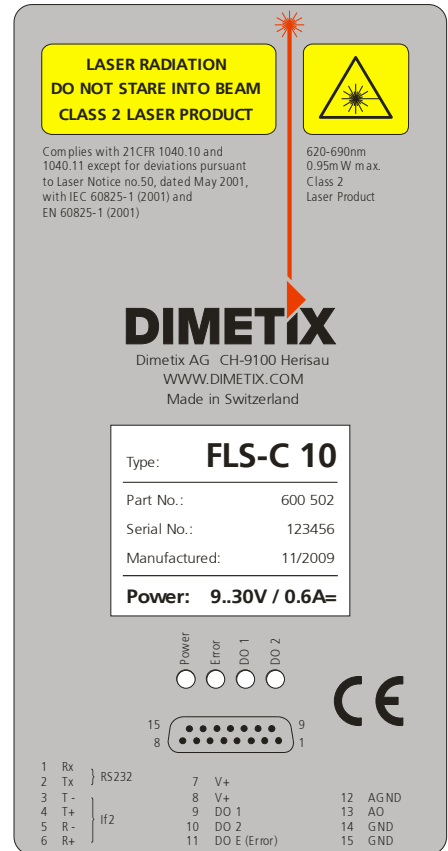 LASER RADIATION
DO NOT STARE INTO BEAM
CLASS 2 LASER PRODUCT
Complies with 21CFR 1040.10 and
1040.11 except for deviations pursuant
to Laser Notice no.50, dated May 2001,
with IEC 60825-1 (2001) and
EN 60825-1 (2001)
620-690nm
0.95mW max.
Class 2
Laser Product
DIMETIX
Dimetix AG CH-9100 Herisau
WWW.DIMETIX.COM
Made in Switzerland
Type: FLS-C 10
Part No.: 600 502
Serial No.: 123456
Manufactured: 11/2009
Power: 9..30V / 0.6A=
Power Error DO 1 DO 2
CE
15 9
8 1
1 Rx
2 Tx
RS232
3 T -
4 T+
5 R -
6 R+
If2
7 V+
8 V+
9 DO 1
10 DO 2
11 DO E (Error)
12 AGND
13 AO
14 GND
15 GND